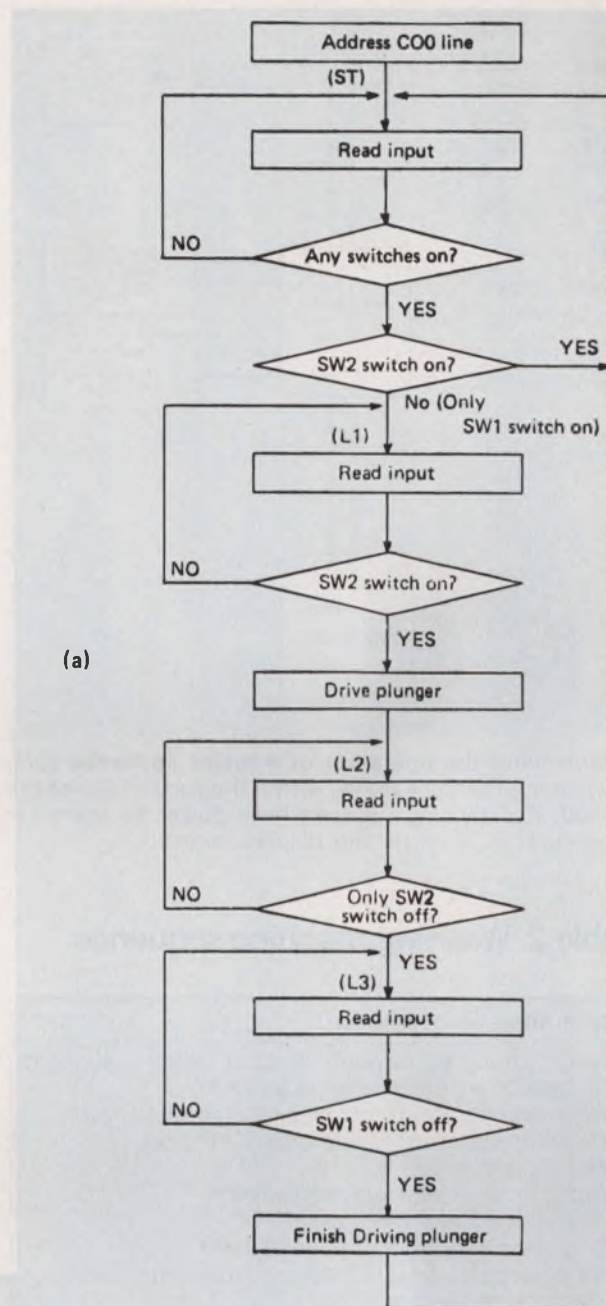 Address CO0 line
(ST)
Read input
NO
Any switches on?
YES
SW2 switch on?
YES
No (Only
SW1 switch on)
(L1)
Read input
NO
SW2 switch on?
YES
(a)
Drive plunger
(L2)
Read input
NO
Only SW2
switch off?
YES
(L3)
Read input
NO
SW1 switch off?
YES
Finish Driving plunger